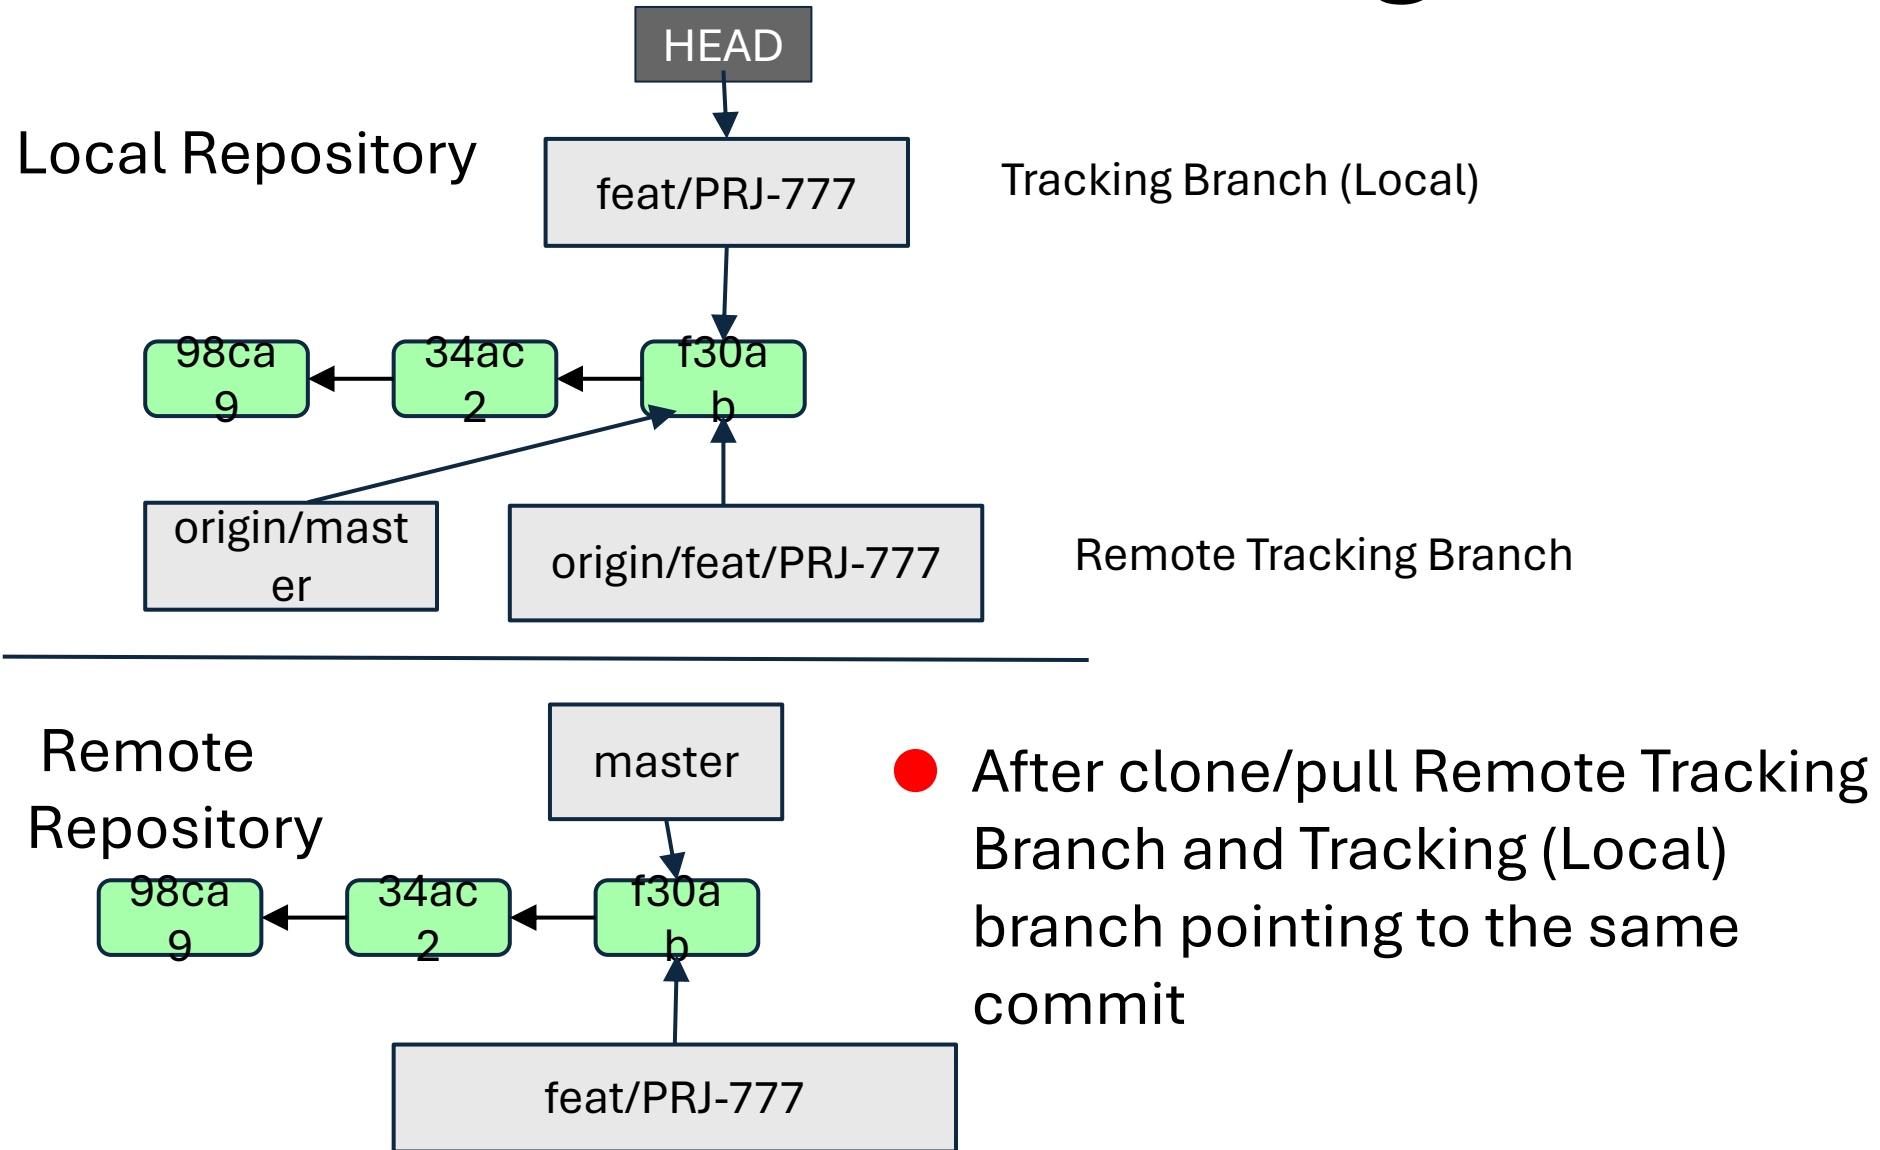 HEAD
Local Repository
feat/PRJ-777
Tracking Branch (Local)
98ca
9
34ac
2
f30a
b
origin/mast
er
origin/feat/PRJ-777
Remote Tracking Branch
Remote
Repository
master
98ca
9
34ac
2
f30a
b
feat/PRJ-777
After clone/pull Remote Tracking
Branch and Tracking (Local)
branch pointing to the same
commit